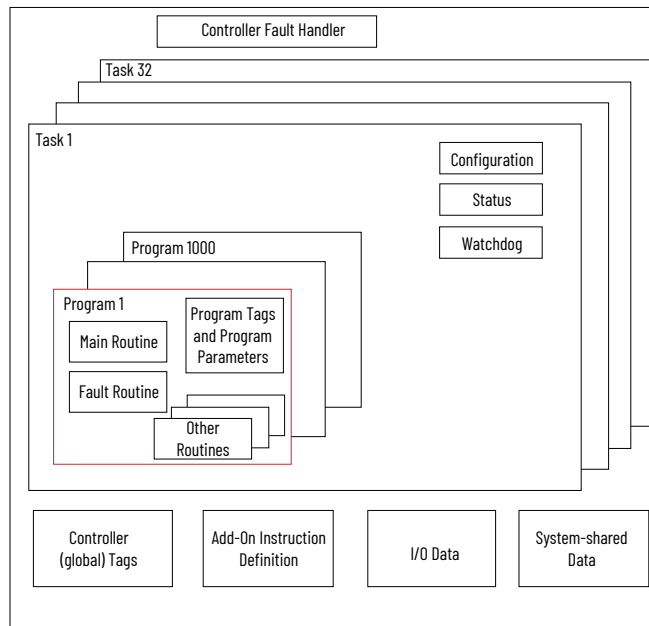 Controller Fault Handler
Task 32
Task 1
Configuration
Status
Watchdog
Program 1000
Program 1
Main Routine
Fault Routine
Program Tags
and Program
Parameters
Other
Routines
Controller
(global) Tags
Add-On Instruction
Definition
I/O Data
System-shared
Data